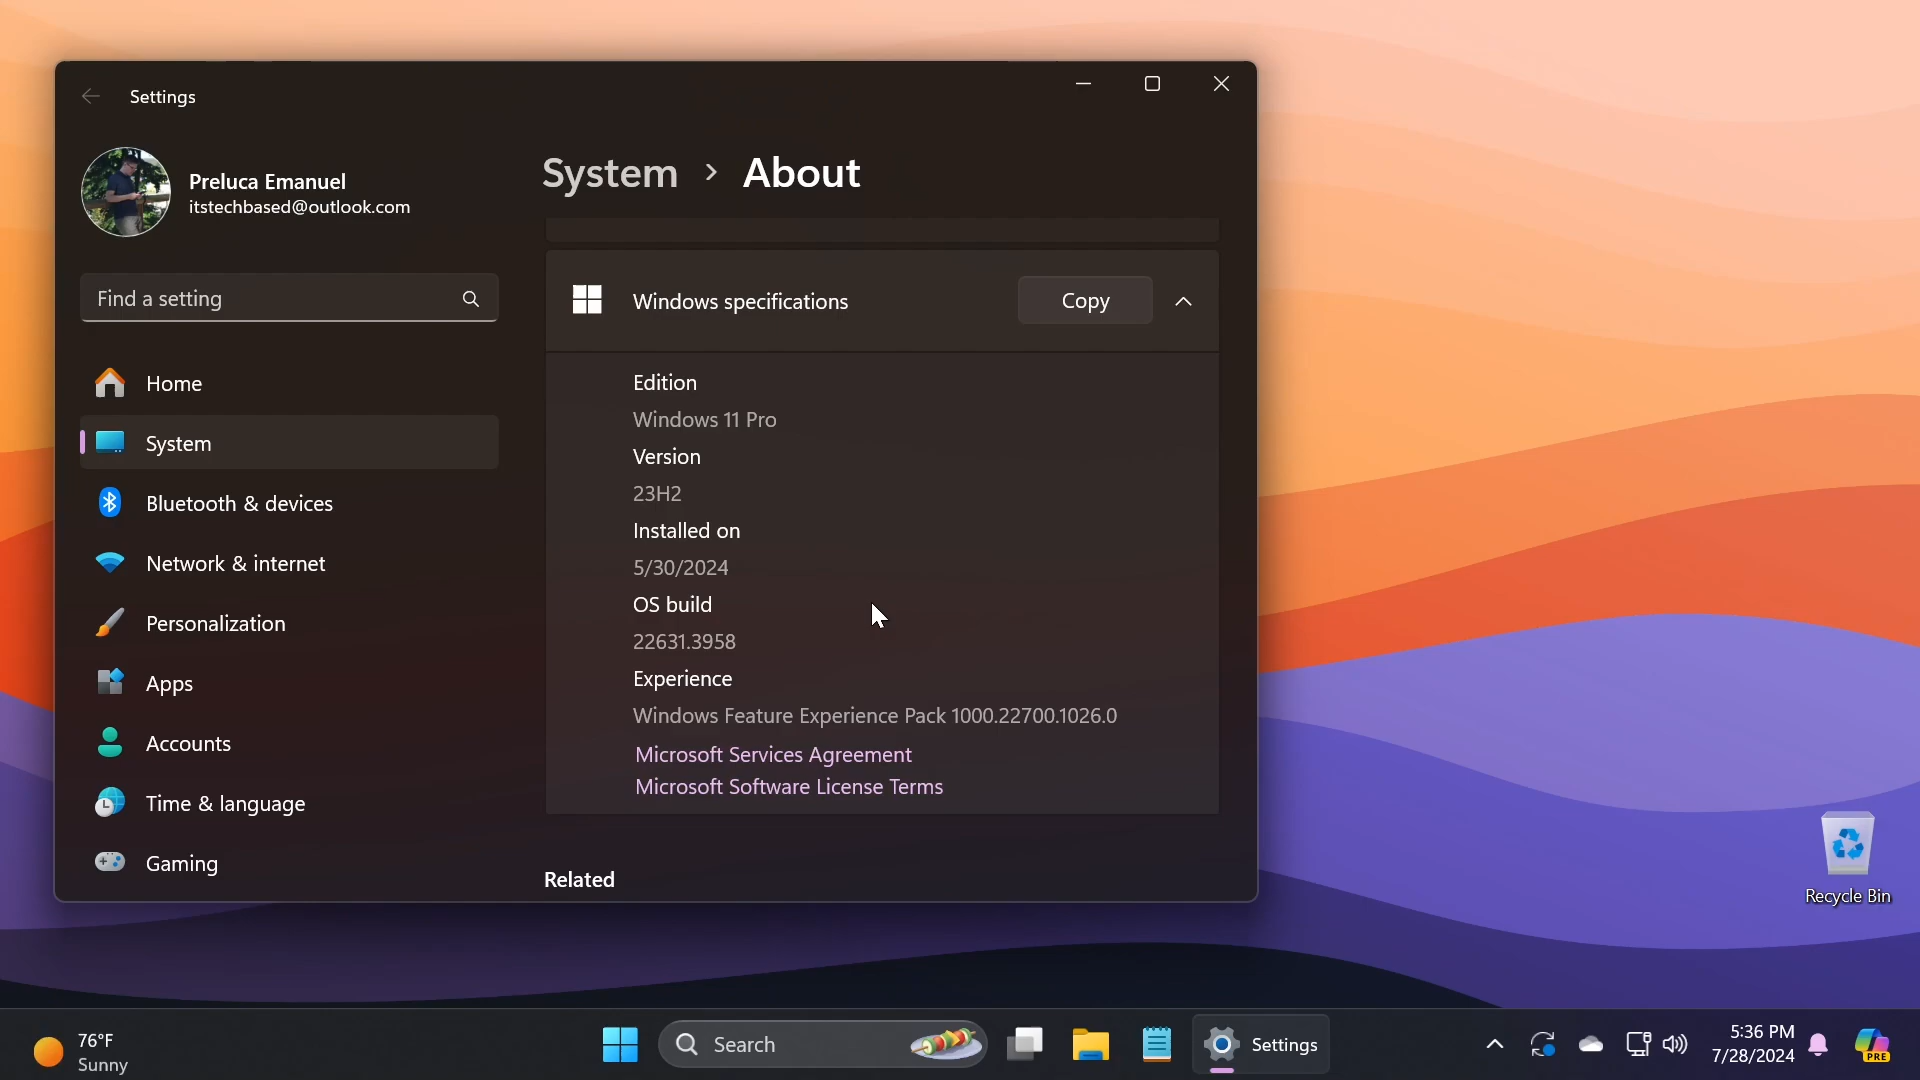 Settings
Preluca Emanuel
itstechbased@outlook.com
Find a setting
Home
System
Bluetooth & devices
Network & internet
Personalization
Apps
Accounts
Time & language
Gaming
System > About
Windows specifications
Copy
Edition
Windows 11 Pro
Version
23H2
Installed on
5/30/2024
OS build
22631.3958
Experience
Windows Feature Experience Pack 1000.22700.1026.0
Microsoft Services Agreement
Microsoft Software License Terms
Related
Recycle Bin
76°F
Sunny
Search
Settings
5:36 PM
7/28/2024
PRE